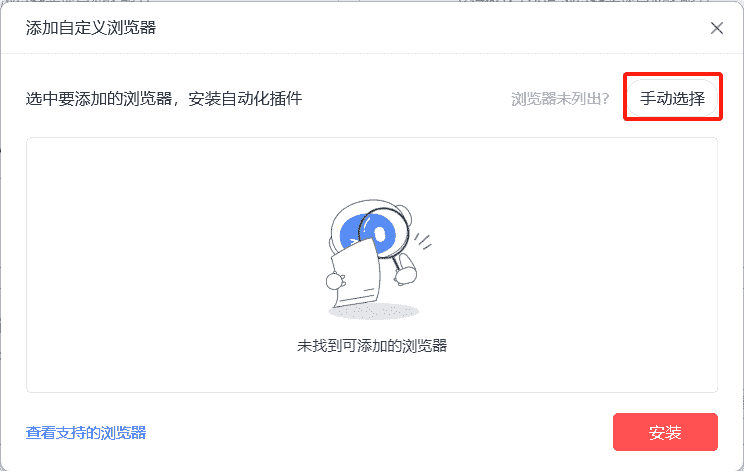 添加自定义浏览器
选中要添加的浏览器，安装自动化插件
浏览器未列出?
手动选择
未找到可添加的浏览器
查看支持的浏览器
安装